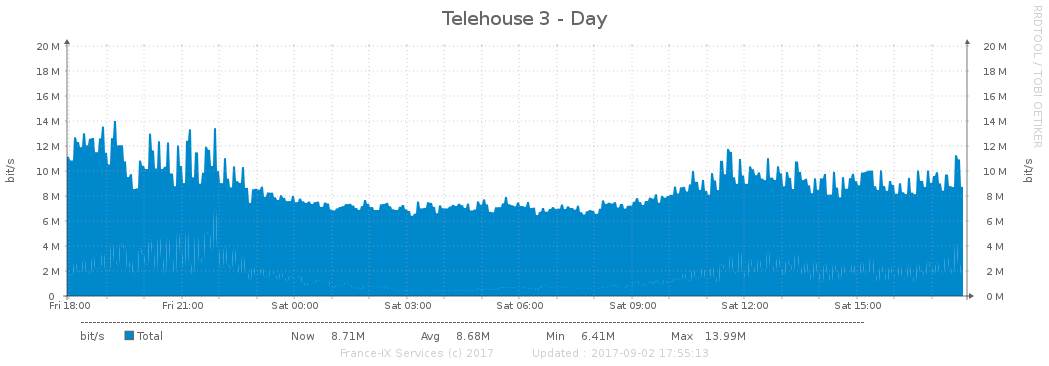 Telehouse 3 - Day
RRDTOOL / TOBI OETIKER
bit/s
bit/s
20 M 20 M
18 M 18 M
16 M 16 M
14 M 14 M
12 M 12 M
10 M 10 M
8 M 8 M
6 M 6 M
4 M 4 M
2 M 2 M
0 0 M
Fri 18:00 Fri 21:00 Sat 00:00 Sat 03:00 Sat 06:00 Sat 09:00 Sat 12:00 Sat 15:00
bit/s Total Now 8.71M Avg 8.68M Min 6.41M Max 13.99M
France-IX Services (c) 2017 Updated : 2017-09-02 17:55:13